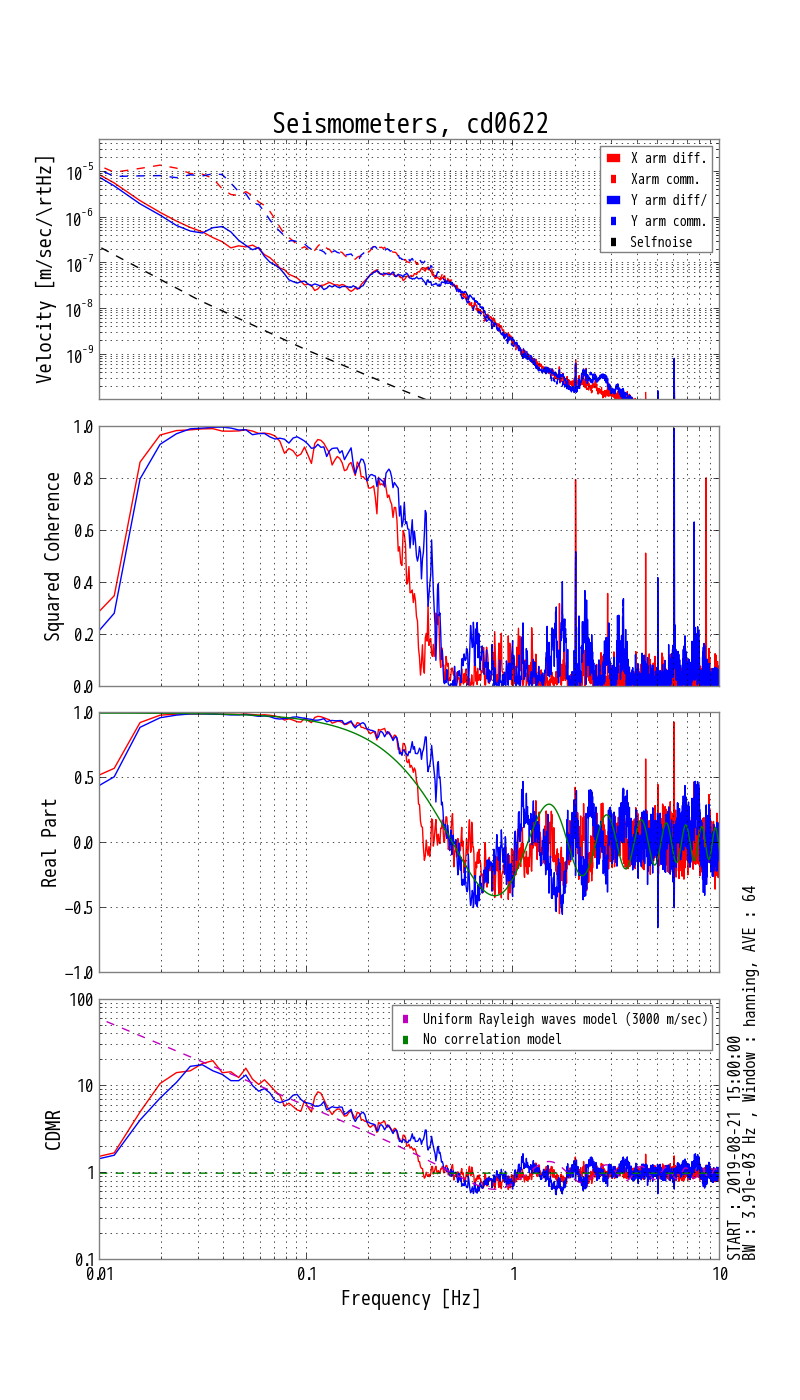 Seismometers, cd0622
Velocity [m/sec/\rtHz]
10^-5
10^-6
10^-7
10^-8
10^-9
X arm diff.
Xarm comm.
Y arm diff/
Y arm comm.
Selfnoise
Squared Coherence
1.0
0.8
0.6
0.4
0.2
0.0
Real Part
1.0
0.5
0.0
−0.5
−1.0
CDMR
100
10
1
0.1
Uniform Rayleigh waves model (3000 m/sec)
No correlation model
0.01
0.1
1
10
Frequency [Hz]
START : 2019-08-21 15:00:00
BW : 3.91e-03 Hz , Window : hanning, AVE : 64